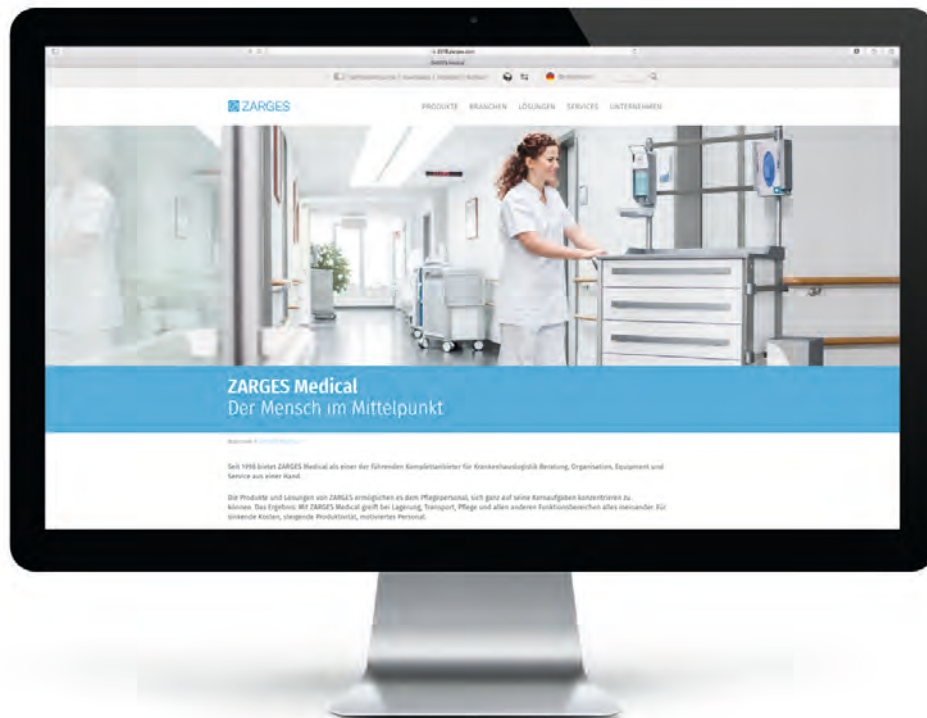 ZARGES
PRODUKTE BRANCHEN LÖSUNGEN SERVICES UNTERNEHMEN
ZARGES Medical
Der Mensch im Mittelpunkt
Seit 1998 bietet ZARGES Medical als einer der führenden Komplettanbieter für Krankenhauslogistik Beratung, Organisation, Equipment und
Service aus einer Hand.
Die Produkte und Lösungen von ZARGES ermöglichen es dem Pflegepersonal, sich ganz auf seine Kernaufgaben konzentrieren zu
können. Das Ergebnis: Mit ZARGES Medical greift bei Lagerung, Transport, Pflege und allen anderen Funktionsbereichen alles ineinander. Für
sinkende Kosten, steigende Produktivität, motiviertes Personal.